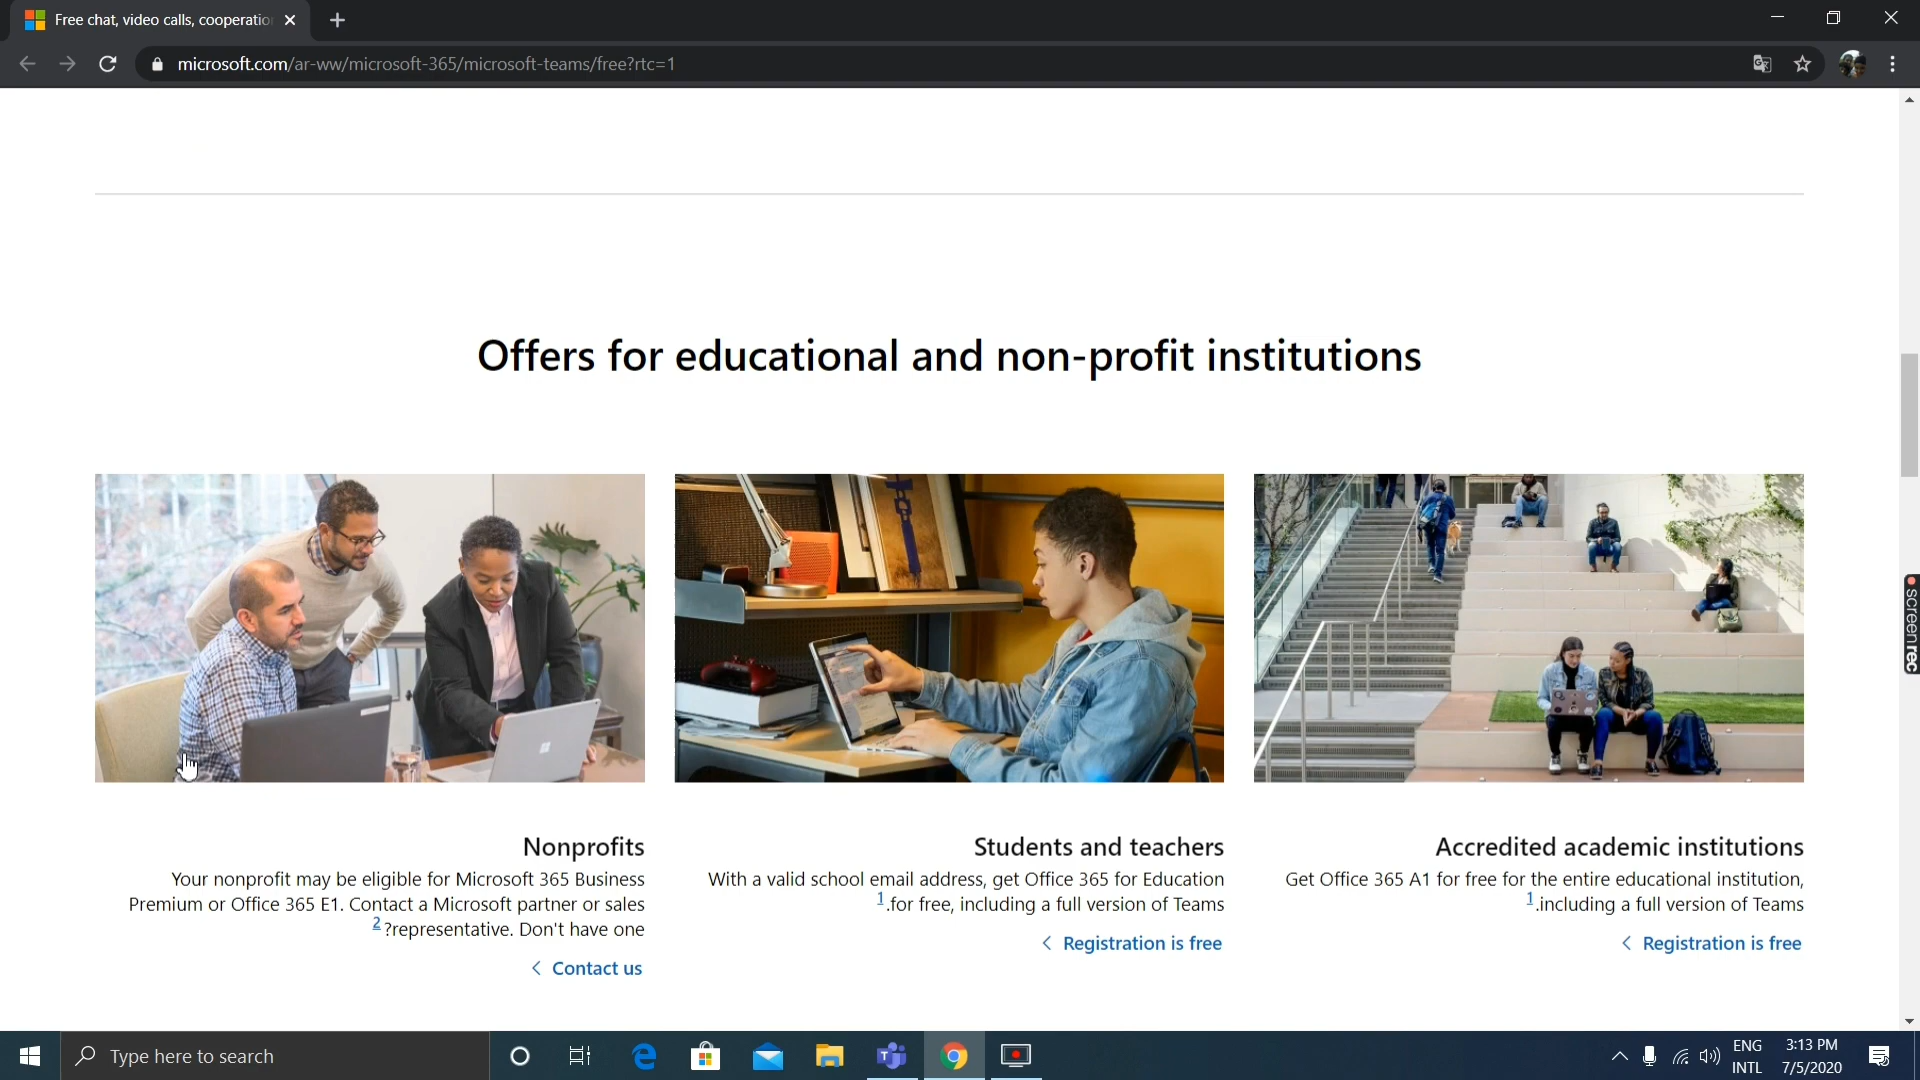 Free chat, video calls, cooperation
microsoft.com/ar-ww/microsoft-365/microsoft-teams/free?rtc=1
Offers for educational and non-profit institutions
Nonprofits
Your nonprofit may be eligible for Microsoft 365 Business
Premium or Office 365 E1. Contact a Microsoft partner or sales
2 ?representative. Don't have one
Contact us
Students and teachers
With a valid school email address, get Office 365 for Education
1 .for free, including a full version of Teams
Registration is free
Accredited academic institutions
Get Office 365 A1 for free for the entire educational institution,
1 .including a full version of Teams
Registration is free
screenrec
Type here to search
ENG
INTL
3:13 PM
7/5/2020